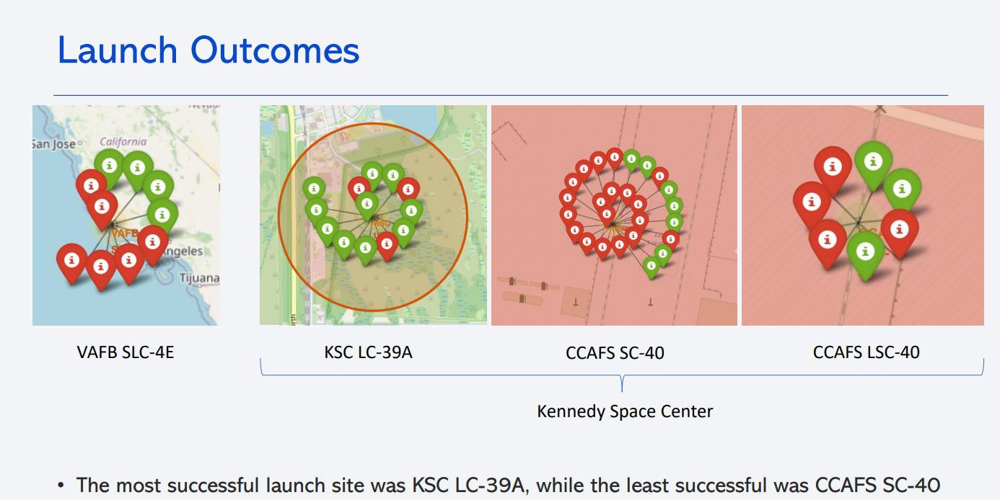 Launch Outcomes
Nevada
San Jose
California
VAFB
Angeles
Tijuana
KSC
VAFB SLC-4E
KSC LC-39A
CCAFS SC-40
CCAFS LSC-40
Kennedy Space Center
• The most successful launch site was KSC LC-39A, while the least successful was CCAFS SC-40